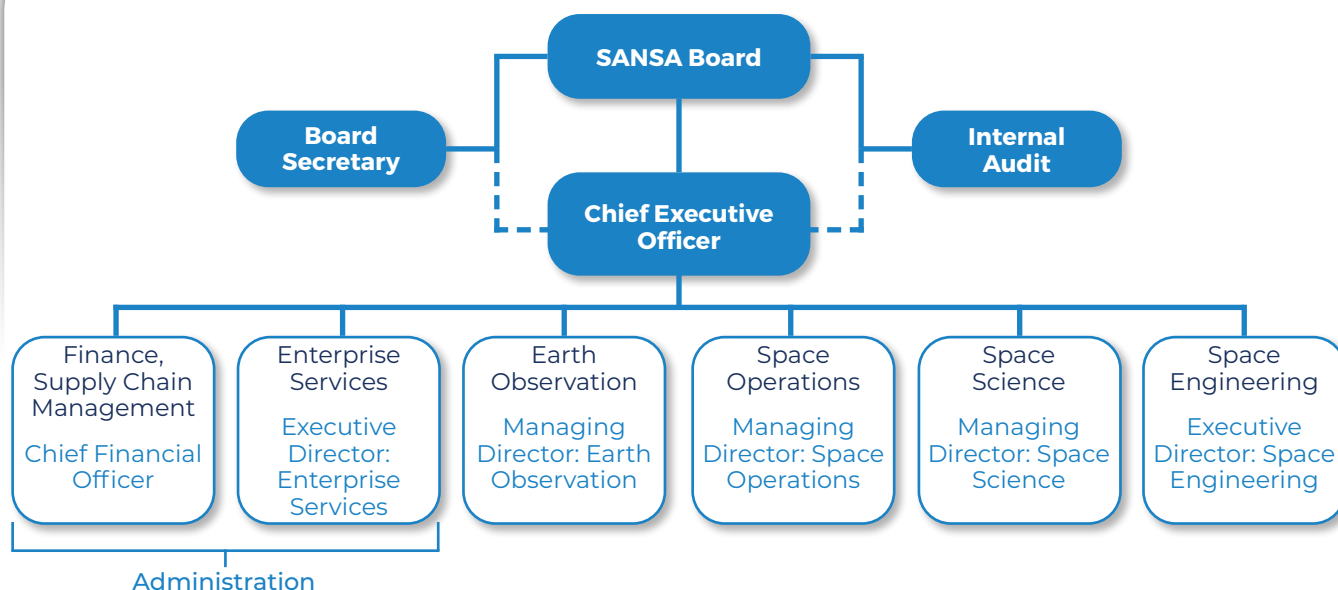 SANSA Board
Board
Secretary
Internal
Audit
Chief Executive
Officer
Finance,
Supply Chain
Management
Chief Financial
Officer
Enterprise
Services
Executive
Director:
Enterprise
Services
Earth
Observation
Managing
Director: Earth
Observation
Space
Operations
Managing
Director: Space
Operations
Space
Science
Managing
Director: Space
Science
Space
Engineering
Executive
Director: Space
Engineering
Administration